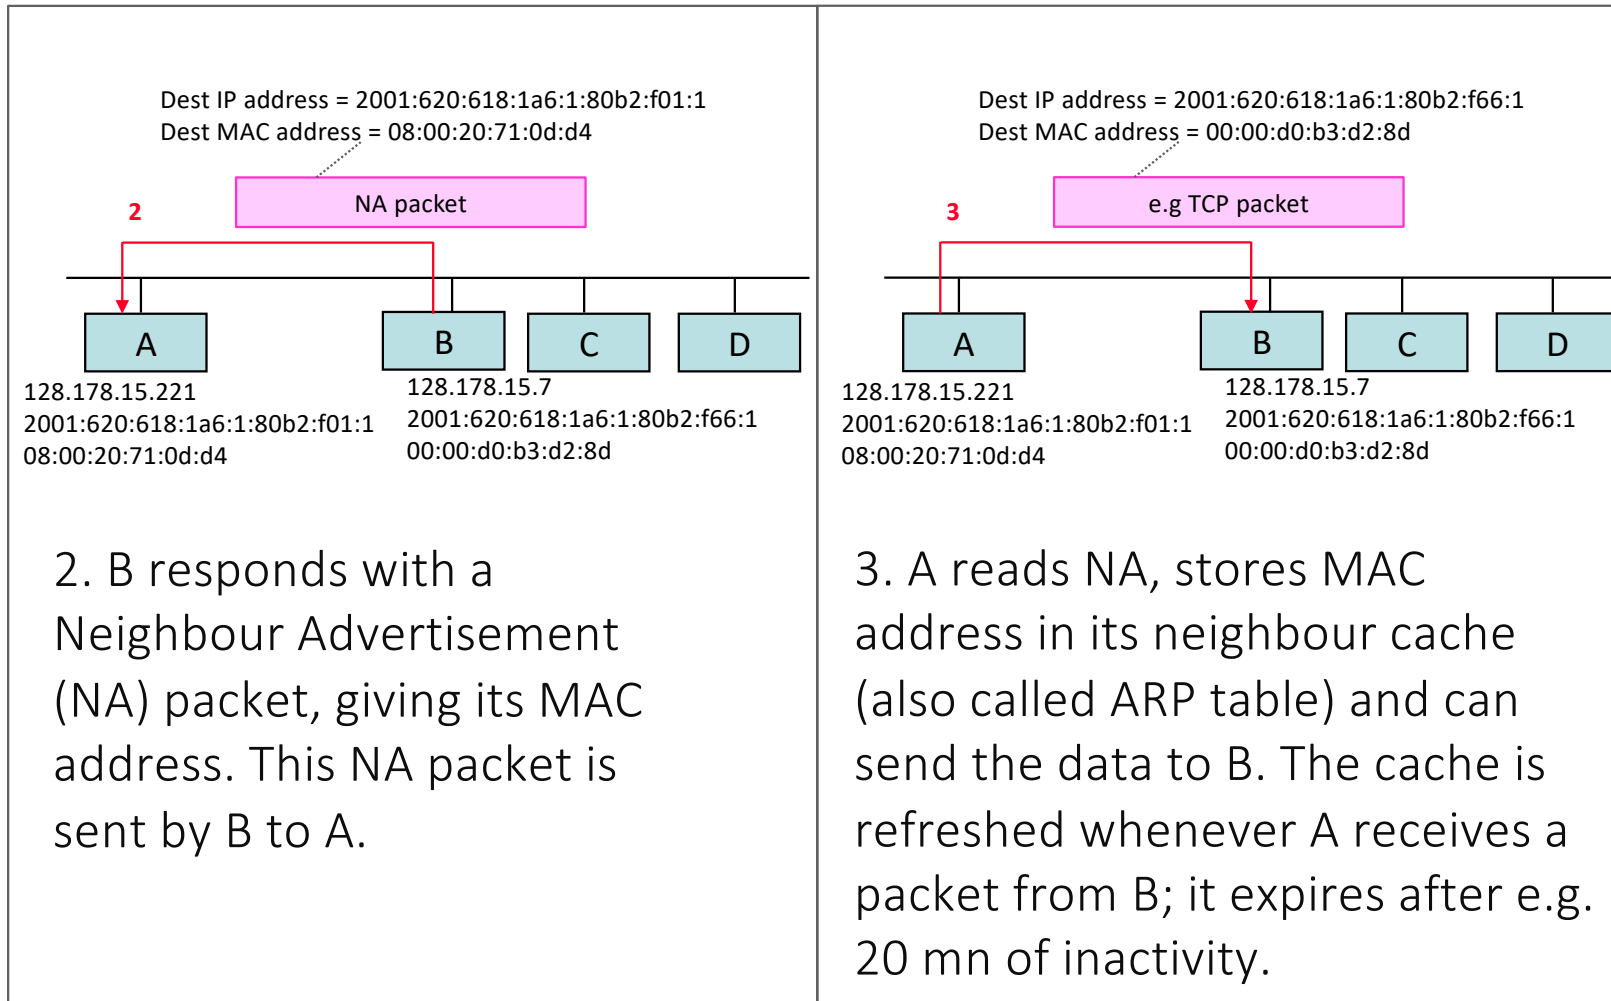 Dest IP address = 2001:620:618:1a6:1:80b2:f01:1
Dest MAC address = 08:00:20:71:0d:d4
NA packet
2
A
B
C
D
128.178.15.221
2001:620:618:1a6:1:80b2:f01:1
08:00:20:71:0d:d4
128.178.15.7
2001:620:618:1a6:1:80b2:f66:1
00:00:d0:b3:d2:8d
2. B responds with a
Neighbour Advertisement
(NA) packet, giving its MAC
address. This NA packet is
sent by B to A.
Dest IP address = 2001:620:618:1a6:1:80b2:f66:1
Dest MAC address = 00:00:d0:b3:d2:8d
e.g TCP packet
3
A
B
C
D
128.178.15.221
2001:620:618:1a6:1:80b2:f01:1
08:00:20:71:0d:d4
128.178.15.7
2001:620:618:1a6:1:80b2:f66:1
00:00:d0:b3:d2:8d
3. A reads NA, stores MAC
address in its neighbour cache
(also called ARP table) and can
send the data to B. The cache is
refreshed whenever A receives a
packet from B; it expires after e.g.
20 mn of inactivity.